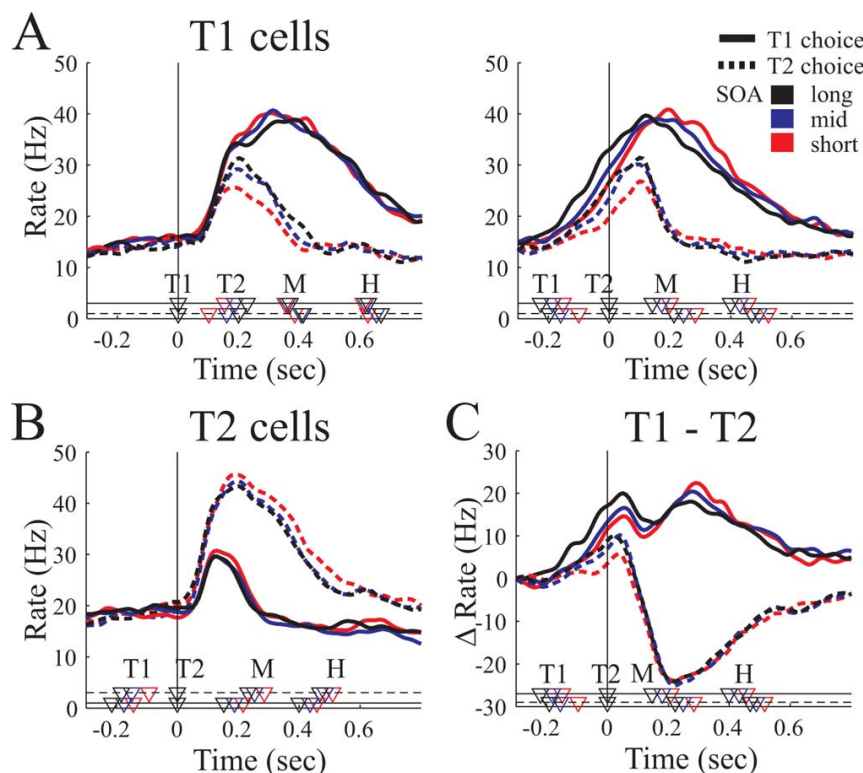 A T1 cells
T1 choice
T2 choice
SOA long
mid
short
Rate (Hz)
50
40
30
20
10
0
T1 T2 M H
-0.2 0 0.2 0.4 0.6
Time (sec)
50
40
30
20
10
0
T1 T2 M H
-0.2 0 0.2 0.4 0.6
Time (sec)
B T2 cells
Rate (Hz)
50
40
30
20
10
0
T1 T2 M H
-0.2 0 0.2 0.4 0.6
Time (sec)
C T1 - T2
Δ Rate (Hz)
30
20
10
0
-10
-20
-30
T1 T2 M H
-0.2 0 0.2 0.4 0.6
Time (sec)